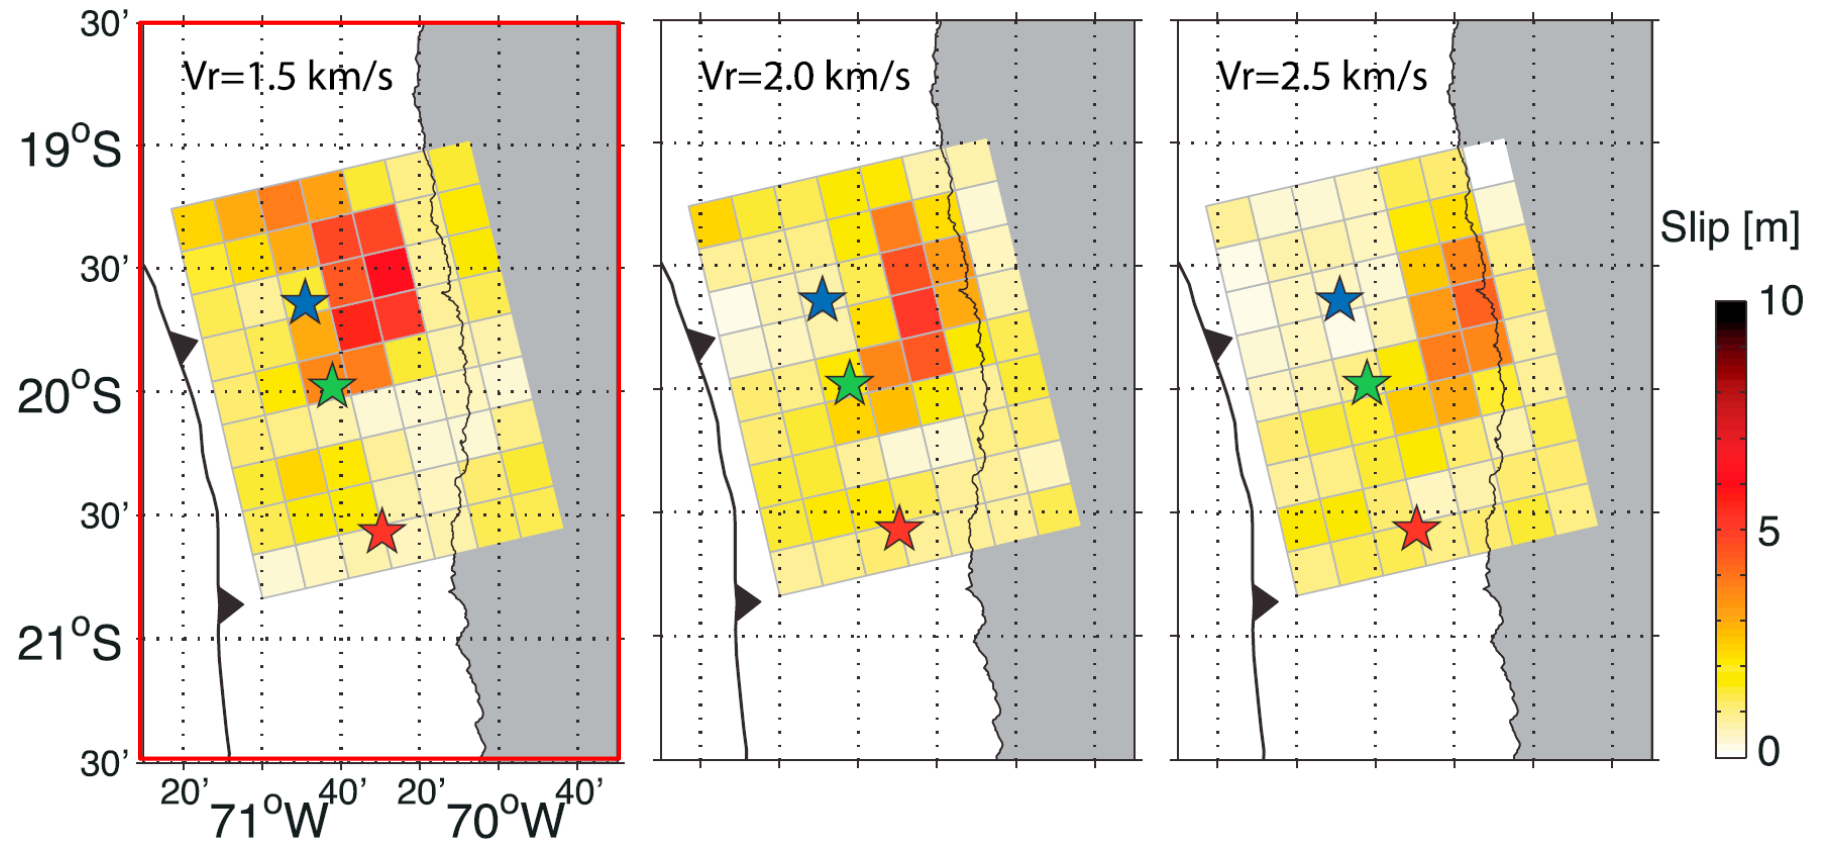 30’
Vr=1.5 km/s
Vr=2.0 km/s
Vr=2.5 km/s
19°S
Slip [m]
30’
10
20°S
30’
5
21°S
0
30’
20’
40’
20’
40’
71°W
70°W